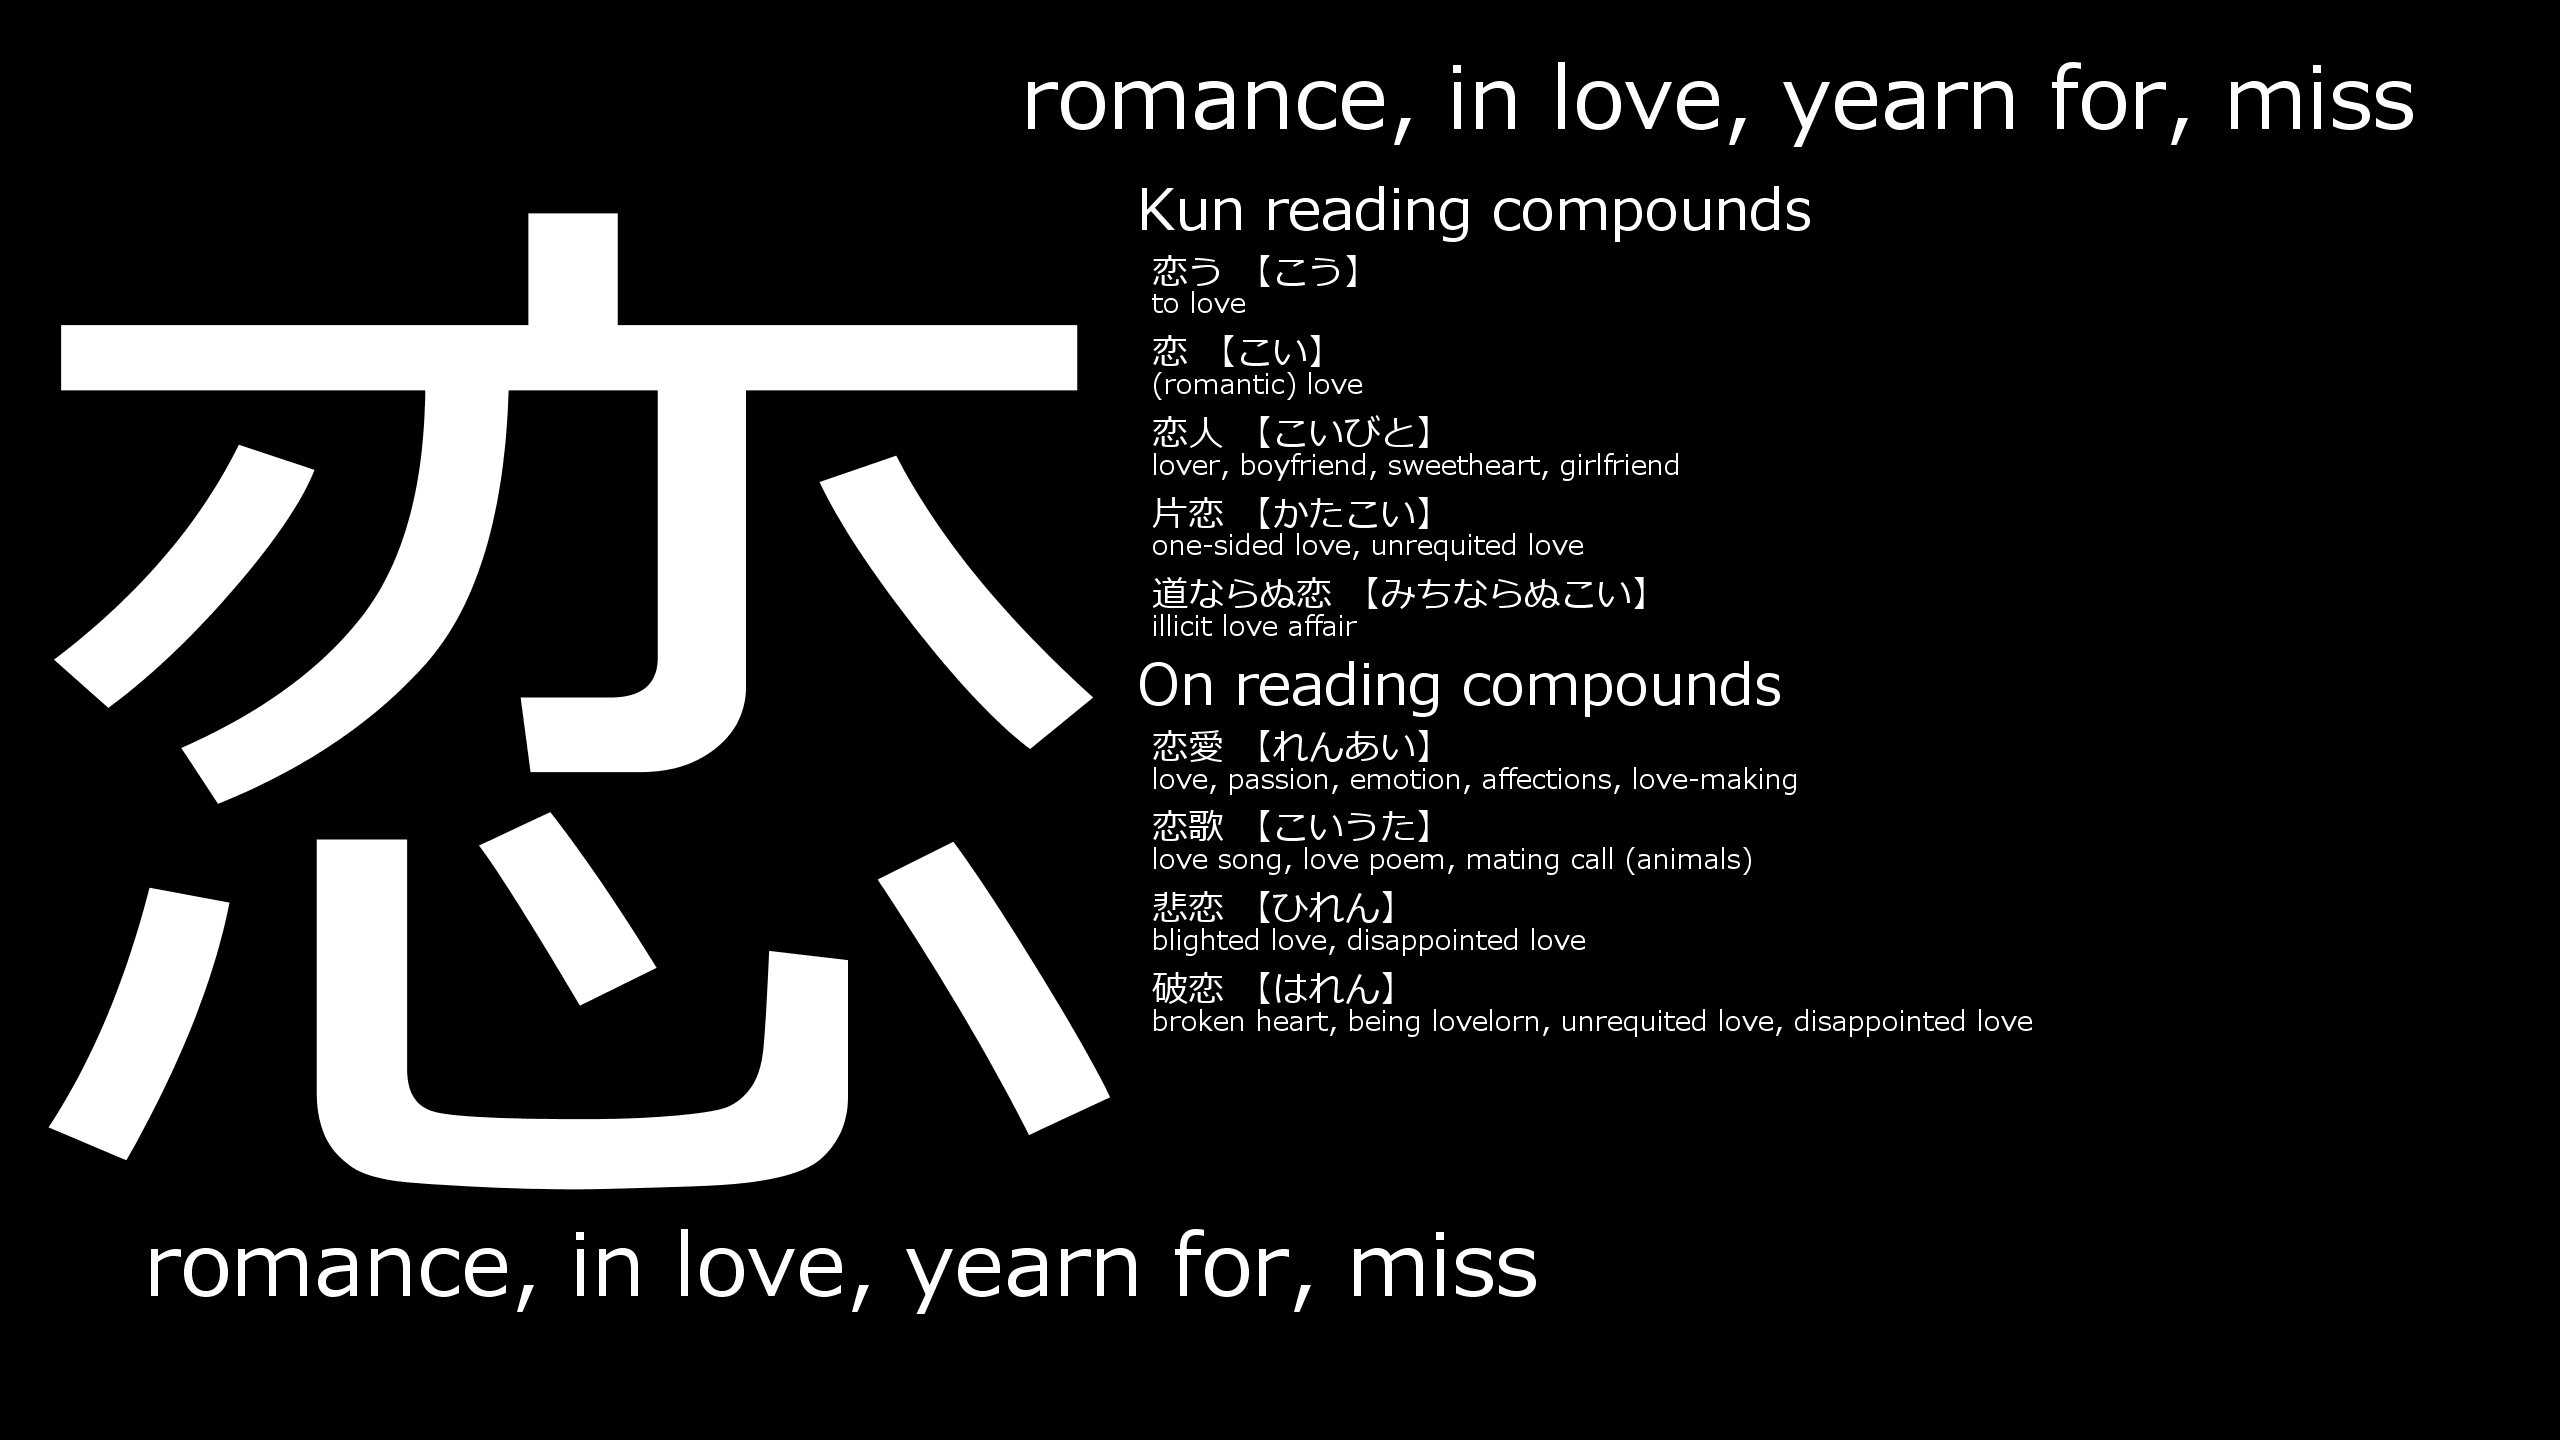 romance, in love, yearn for, miss
恋
Kun reading compounds
恋う 【こう】
to love
恋 【こい】
(romantic) love
恋人 【こいびと】
lover, boyfriend, sweetheart, girlfriend
片恋 【かたこい】
one-sided love, unrequited love
道ならぬ恋 【みちならぬこい】
illicit love affair
On reading compounds
恋愛 【れんあい】
love, passion, emotion, affections, love-making
恋歌 【こいうた】
love song, love poem, mating call (animals)
悲恋 【ひれん】
blighted love, disappointed love
破恋 【はれん】
broken heart, being lovelorn, unrequited love, disappointed love
romance, in love, yearn for, miss